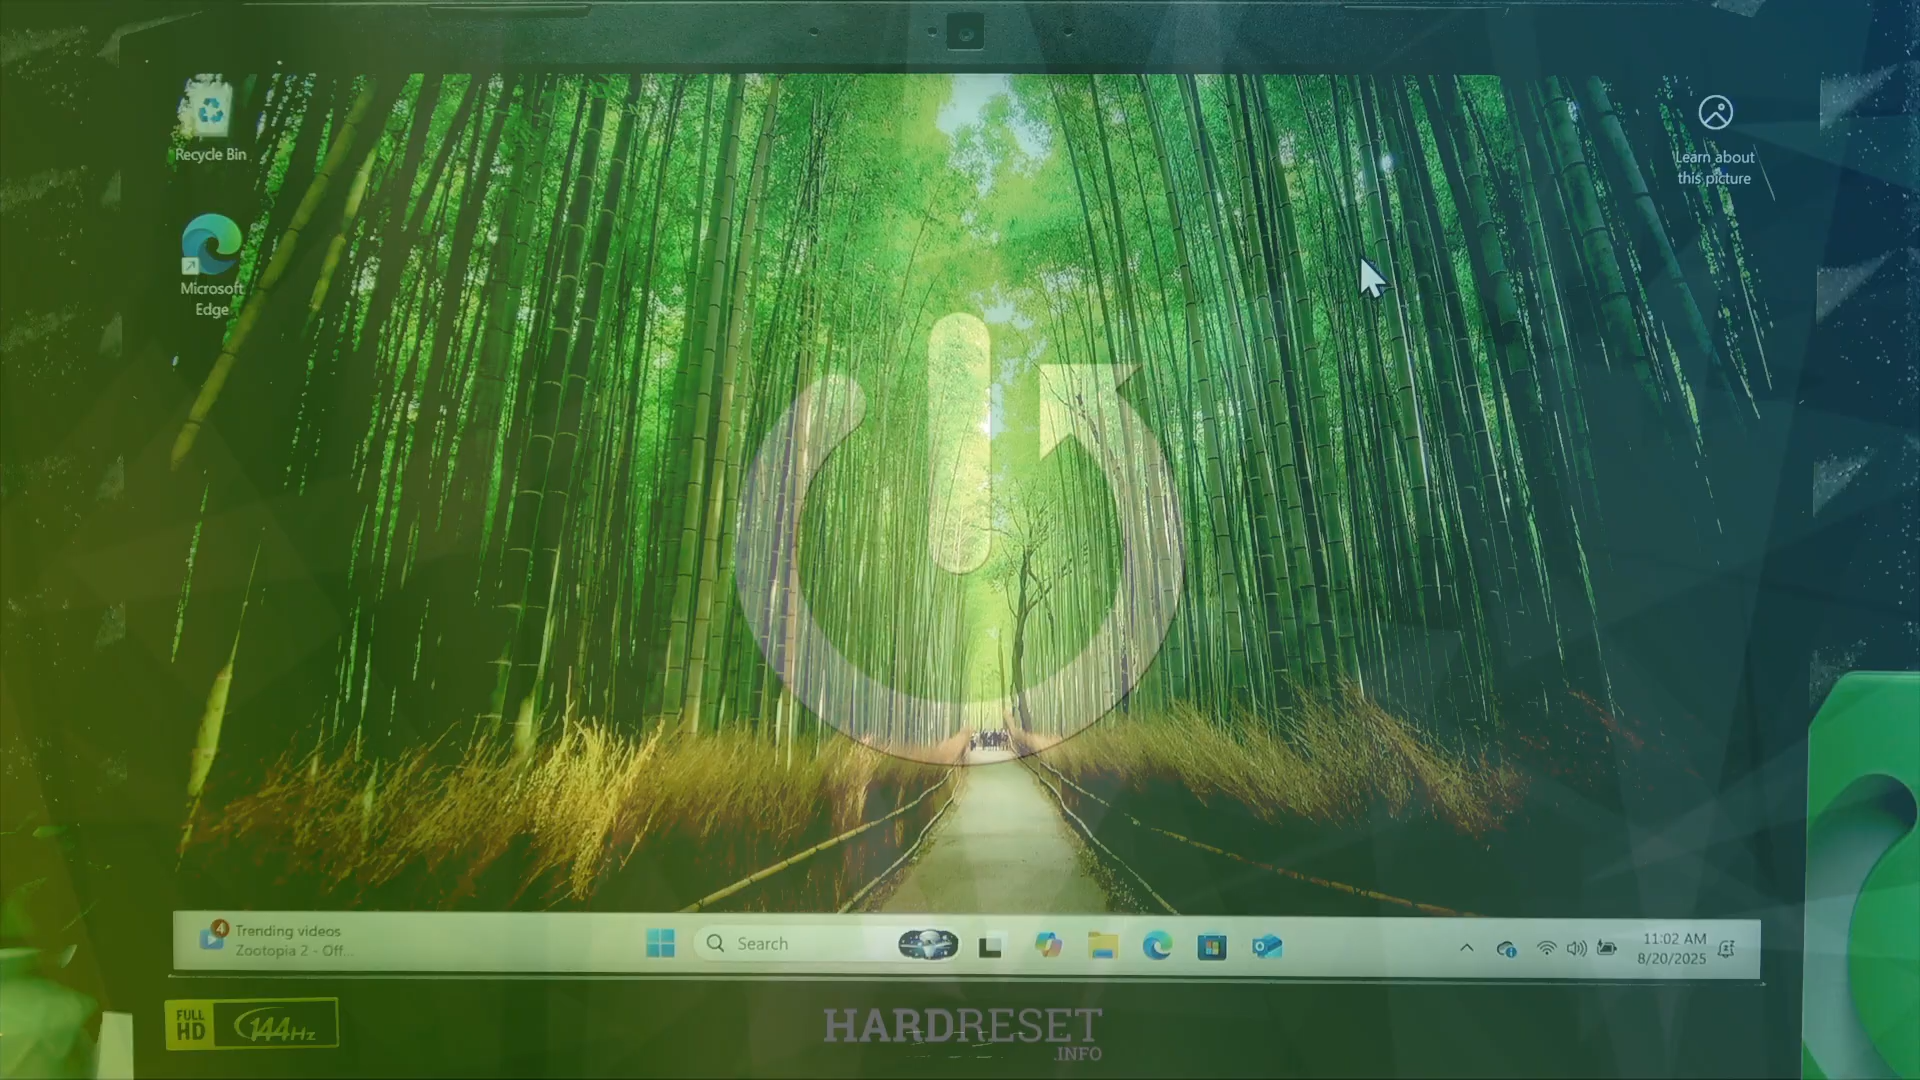 Recycle Bin
Microsoft
Edge
Learn about
this picture
4
Trending videos
Zootopia 2 - Off...
Search
11:02 AM
8/20/2025
FULL
HD
144Hz
HARDRESET
.INFO